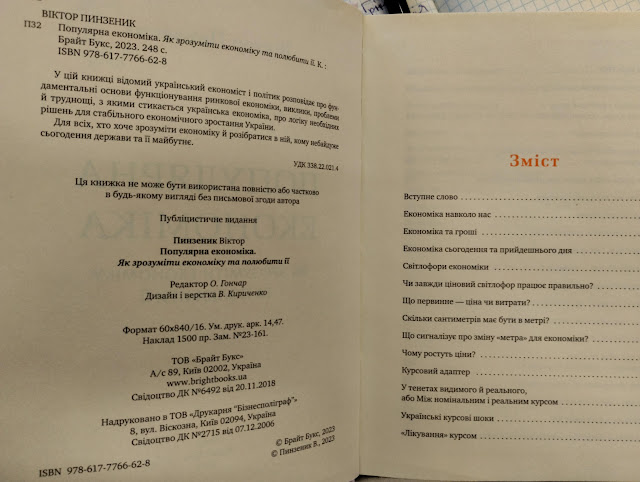 ВІКТОР ПИНЗЕНИК
П32 Популярна економіка. Як зрозуміти економіку та полюбити її. К. :
Брайт Букс, 2023. 248 с.
ISBN 978-617-7766-62-8
У цій книжці відомий український економіст і політик розповідає про фун-
даментальні основи функціонування ринкової економіки, виклики, проблеми
й труднощі, з якими стикається українська економіка, про логіку необхідних
рішень для стабільного економічного зростання України.
Для всіх, хто хоче зрозуміти економіку й розібратися в ній, кому небайдуже
сьогодення держави та її майбутнє.
УДК 338.22.021.4
Ця книжка не може бути використана повністю або частково
в будь-якому вигляді без письмової згоди автора
Публіцистичне видання
Пинзеник Віктор
Популярна економіка.
Як зрозуміти економіку та полюбити її
Редактор О. Гончар
Дизайн і верстка В. Кириченко
Формат 60х840/16. Ум. друк. арк. 14,47.
Наклад 1500 пр. Зам. №23-161.
ТОВ «Брайт Букс»
А/с 89, Київ 02002, Україна
www.brightbooks.ua
Свідоцтво ДК №6492 від 20.11.2018
Надруковано в ТОВ «Друкарня "Бізнесполіграф"»
8, вул. Віскозна, Київ 02094, Україна
Свідоцтво ДК №2715 від 07.12.2006
© Брайт Букс, 2023
© Пинзеник В., 2023
ISBN 978-617-7766-62-8
Зміст
Вступне слово
Економіка навколо нас
Економіка та гроші
Економіка сьогодення та прийдешнього дня
Світлофори економіки
Чи завжди ціновий світлофор працює правильно?
Що первинне — ціна чи витрати?
Скільки сантиметрів має бути в метрі?
Що сигналізує про зміну «метра» для економіки?
Чому ростуть ціни?
Курсовий адаптер
У тенетах видимого й реального,
або Між номінальним і реальним курсом
Українські курсові шоки
«Лікування» курсом